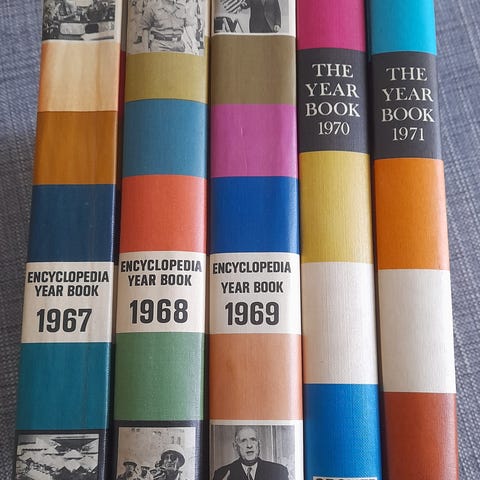 ENCYCLOPEDIA
YEAR BOOK
1967
ENCYCLOPEDIA
YEAR BOOK
1968
ENCYCLOPEDIA
YEAR BOOK
1969
THE
YEAR
BOOK
1970
THE
YEAR
BOOK
1971